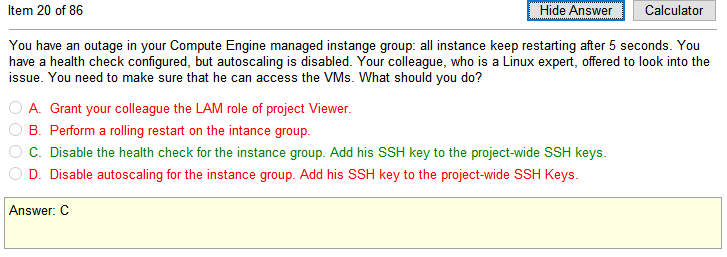 Item 20 of 86
Hide Answer
Calculator
You have an outage in your Compute Engine managed instange group: all instance keep restarting after 5 seconds. You
have a health check configured, but autoscaling is disabled. Your colleague, who is a Linux expert, offered to look into the
issue. You need to make sure that he can access the VMs. What should you do?
A. Grant your colleague the LAM role of project Viewer.
B. Perform a rolling restart on the intance group.
C. Disable the health check for the instance group. Add his SSH key to the project-wide SSH keys.
D. Disable autoscaling for the instance group. Add his SSH key to the project-wide SSH Keys.
Answer: C